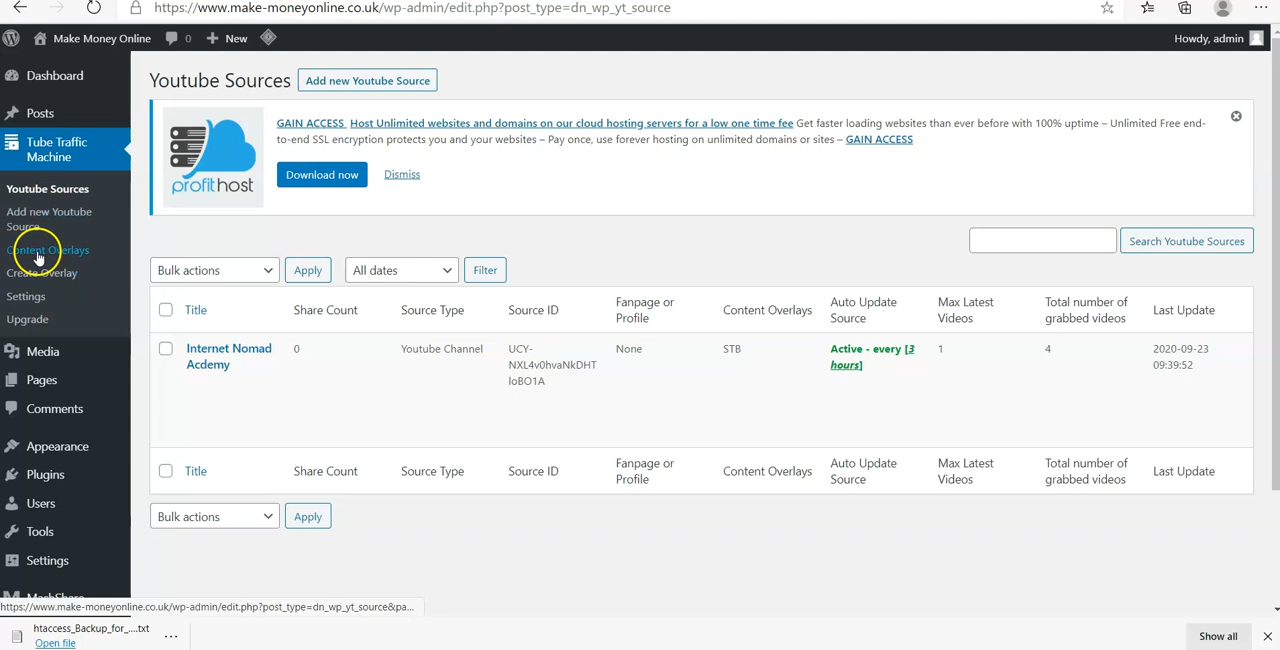 https://www.make-moneyonline.co.uk/wp-admin/edit.php?post_type=dn_wp_yt_source
Make Money Online
0
New
Howdy, admin
Dashboard
Posts
Tube Traffic
Machine
Youtube Sources
Add new Youtube
Source
Content Overlays
Create Overlay
Settings
Upgrade
Media
Pages
Comments
Appearance
Plugins
Users
Tools
Settings
MashShare
Youtube Sources
Add new Youtube Source
profithost
GAIN ACCESS Host Unlimited websites and domains on our cloud hosting servers for a low one time fee Get faster loading websites than ever before with 100% uptime – Unlimited Free end-
to-end SSL encryption protects you and your websites – Pay once, use forever hosting on unlimited domains or sites – GAIN ACCESS
Download now
Dismiss
Search Youtube Sources
Bulk actions
Apply
All dates
Filter
Title
Share Count
Source Type
Source ID
Fanpage or
Profile
Content Overlays
Auto Update
Source
Max Latest
Videos
Total number of
grabbed videos
Last Update
Internet Nomad
Acdemy
0
Youtube Channel
UCY-
NXL4v0hvaNkDHT
loBO1A
None
STB
Active - every [3
hours]
1
4
2020-09-23
09:39:52
Title
Share Count
Source Type
Source ID
Fanpage or
Profile
Content Overlays
Auto Update
Source
Max Latest
Videos
Total number of
grabbed videos
Last Update
Bulk actions
Apply
https://www.make-moneyonline.co.uk/wp-admin/edit.php?post_type=dn_wp_yt_source&pa...
htaccess_Backup_for_....txt
Open file
Show all